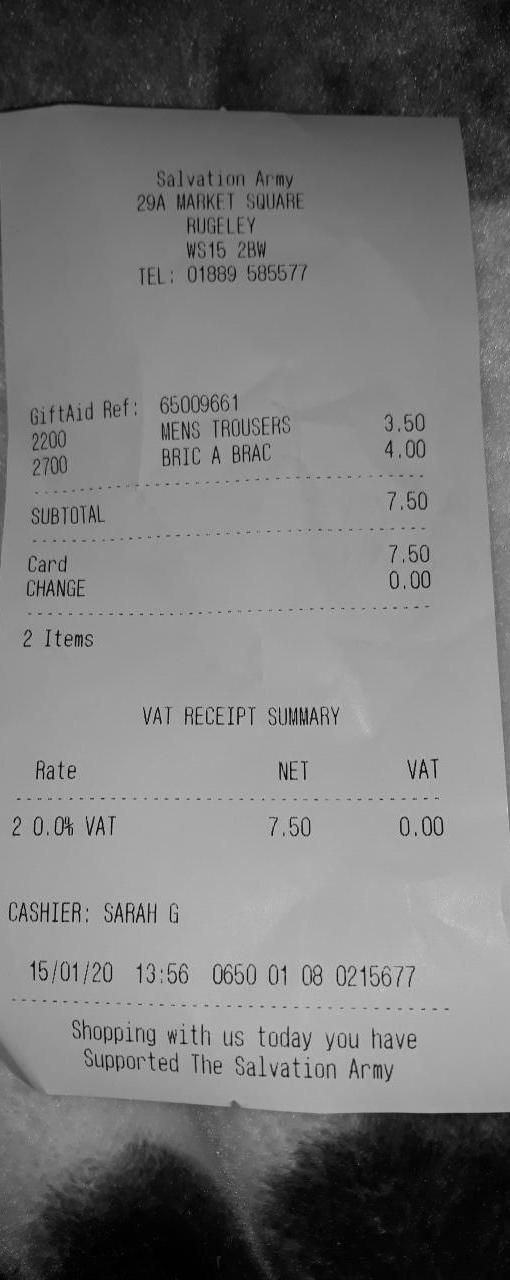 Salvation Army
29A MARKET SQUARE
RUGELEY
WS15 2BW
TEL: 01889 585577
GiftAid Ref: 65009661
2200 MENS TROUSERS 3.50
2700 BRIC A BRAC 4.00
SUBTOTAL 7.50
Card 7.50
CHANGE 0.00
2 Items
VAT RECEIPT SUMMARY
Rate NET VAT
2 0.0% VAT 7.50 0.00
CASHIER: SARAH G
15/01/20 13:56 0650 01 08 0215677
Shopping with us today you have
Supported The Salvation Army